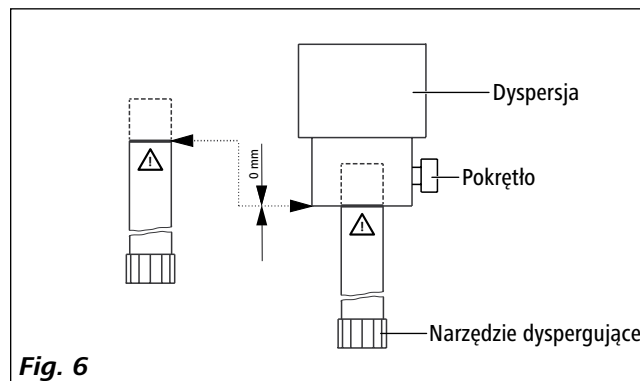 Dyspersja
0 mm
Pokrętło
Narzędzie dyspergujące
Fig. 6